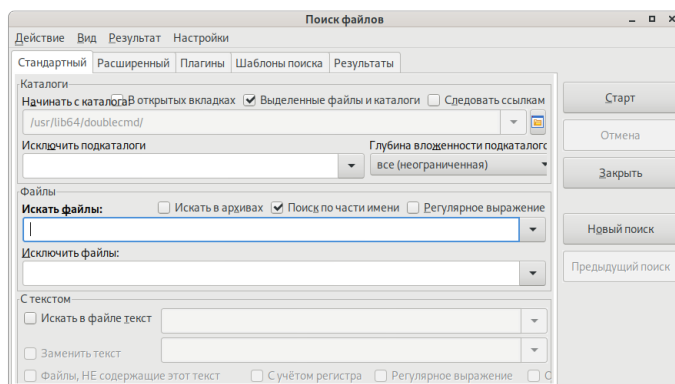 Поиск файлов
Действие Вид Результат Настройки
Стандартный Расширенный Плагины Шаблоны поиска Результаты
Каталоги
Начинать с каталога В открытых вкладках Выделенные файлы и каталоги Следовать ссылкам
/usr/lib64/doublecmd/
Исключить подкаталоги Глубина вложенности подкаталог
все (неограниченная)
Файлы
Искать файлы: Искать в архивах Поиск по части имени Регулярное выражение
Исключить файлы:
С текстом
Искать в файле текст
Заменить текст
Файлы, НЕ содержащие этот текст С учётом регистра Регулярное выражение
Старт
Отмена
Закрыть
Новый поиск
Предыдущий поиск